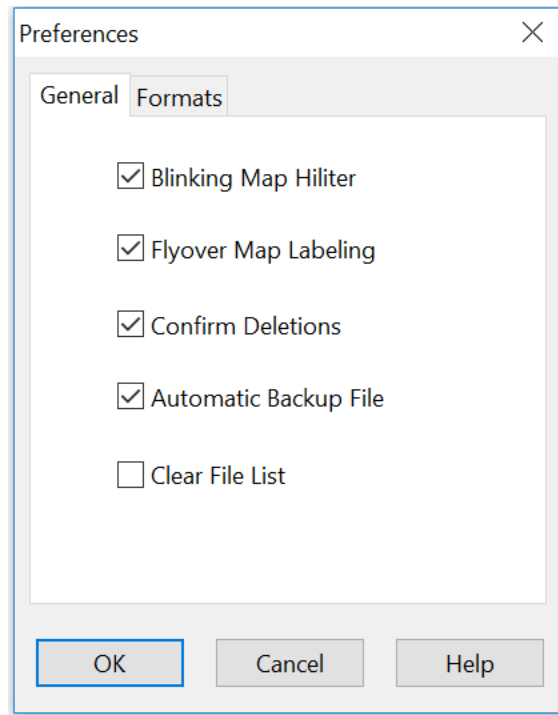 Preferences
General Formats
Blinking Map Hiliter
Flyover Map Labeling
Confirm Deletions
Automatic Backup File
Clear File List
OK Cancel Help